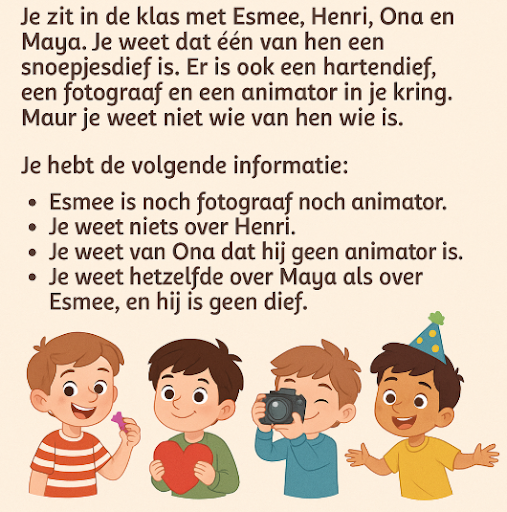 Je zit in de klas met Esmee, Henri, Ona en
Maya. Je weet dat één van hen een
snoepjesdief is. Er is ook een hartendief,
een fotograaf en een animator in je kring.
Maur je weet niet wie van hen wie is.
Je hebt de volgende informatie:
• Esmee is noch fotograaf noch animator.
• Je weet niets over Henri.
• Je weet van Ona dat hij geen animator is.
• Je weet hetzelfde over Maya als over
Esmee, en hij is geen dief.